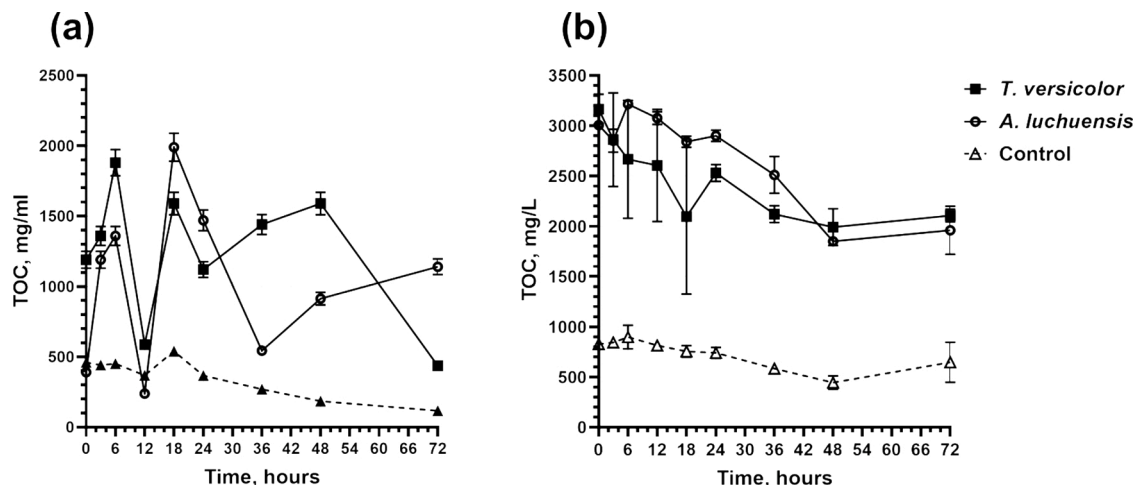 (a)
TOC, mg/ml
2500
2000
1500
1000
500
0
0 6 12 18 24 30 36 42 48 54 60 66 72
Time, hours
(b)
TOC, mg/L
3500
3000
2500
2000
1500
1000
500
0
0 6 12 18 24 30 36 42 48 54 60 66 72
Time, hours
T. versicolor
A. luchuensis
Control